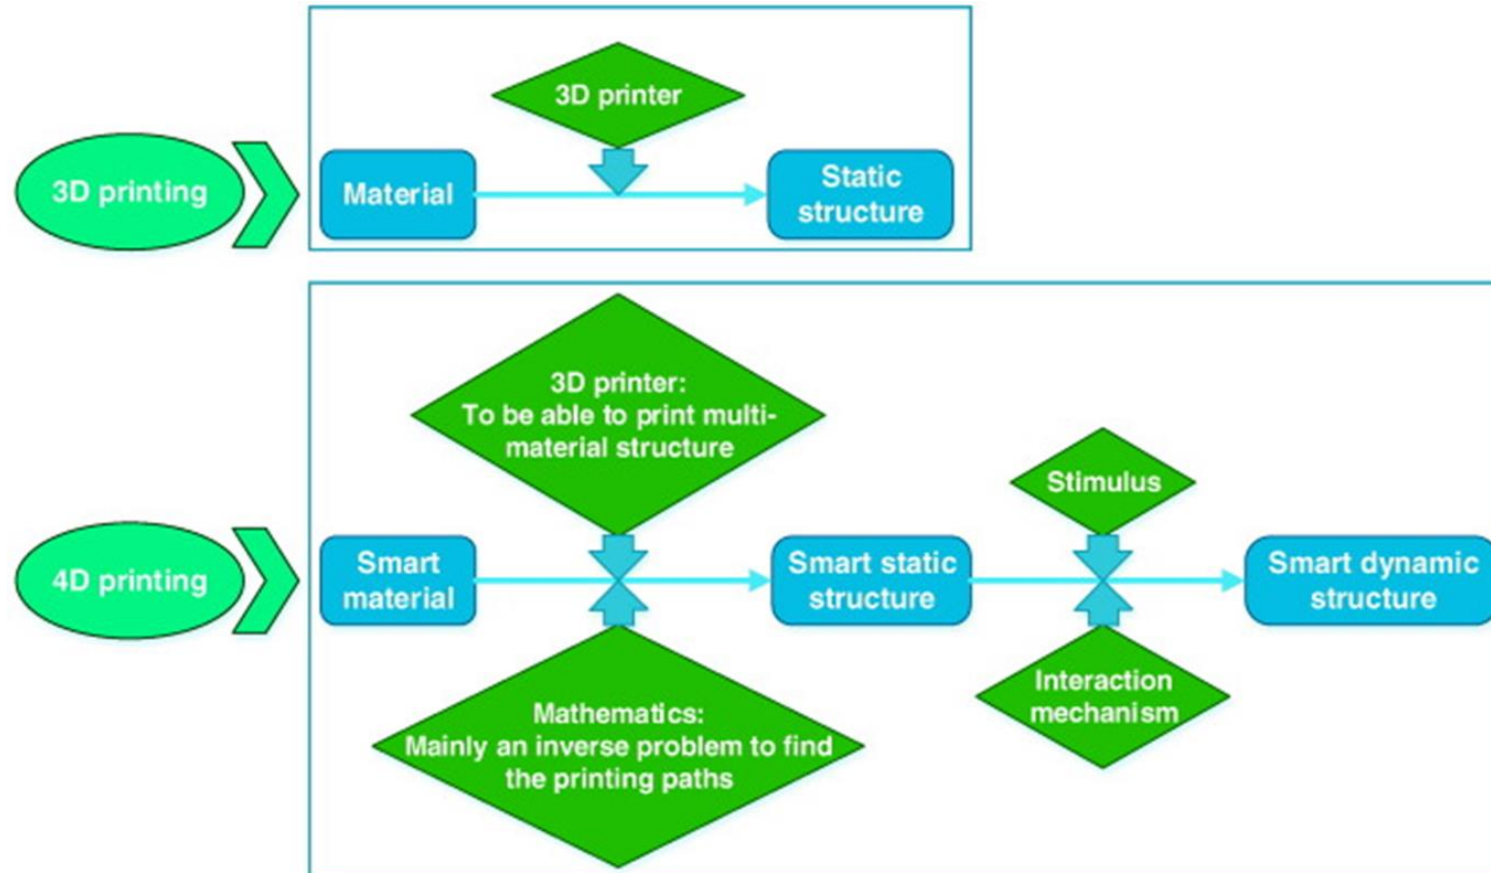 3D printer
3D printing
Material
Static
structure
3D printer:
To be able to print multi-
material structure
Stimulus
4D printing
Smart
material
Smart static
structure
Smart dynamic
structure
Mathematics:
Mainly an inverse problem to find
the printing paths
Interaction
mechanism